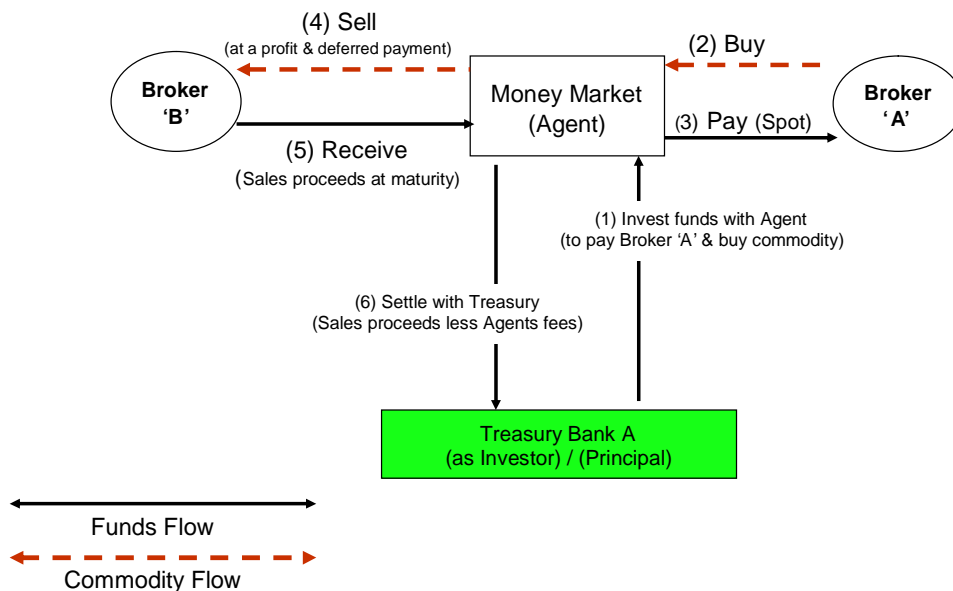 (4) Sell
(at a profit & deferred payment)
(2) Buy
Broker
‘B’
Money Market
(Agent)
Broker
‘A’
(3) Pay (Spot)
(5) Receive
(Sales proceeds at maturity)
(1) Invest funds with Agent
(to pay Broker ‘A’ & buy commodity)
(6) Settle with Treasury
(Sales proceeds less Agents fees)
Treasury Bank A
(as Investor) / (Principal)
Funds Flow
Commodity Flow